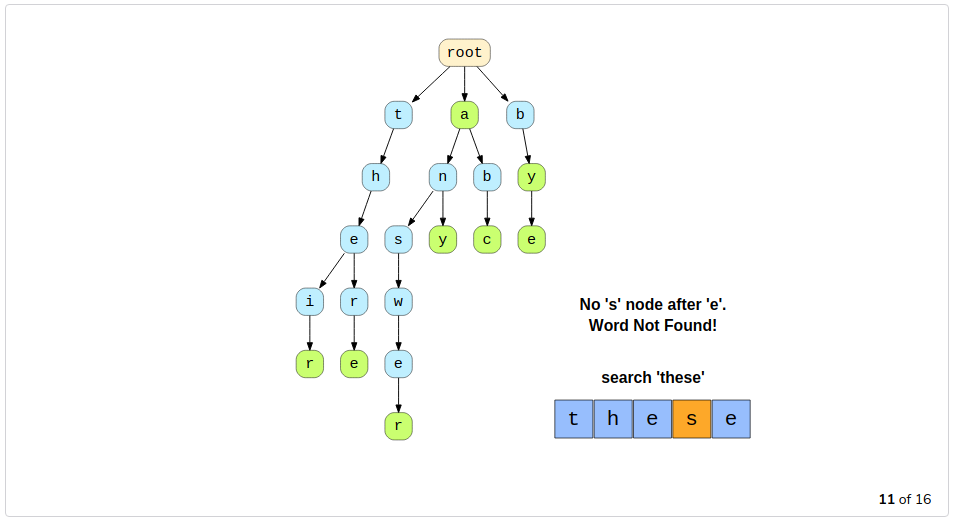 root
t a b
h n b y
e s y c e
i r w
r e e
r
No 's' node after 'e'.
Word Not Found!
search 'these'
t h e s e
11 of 16